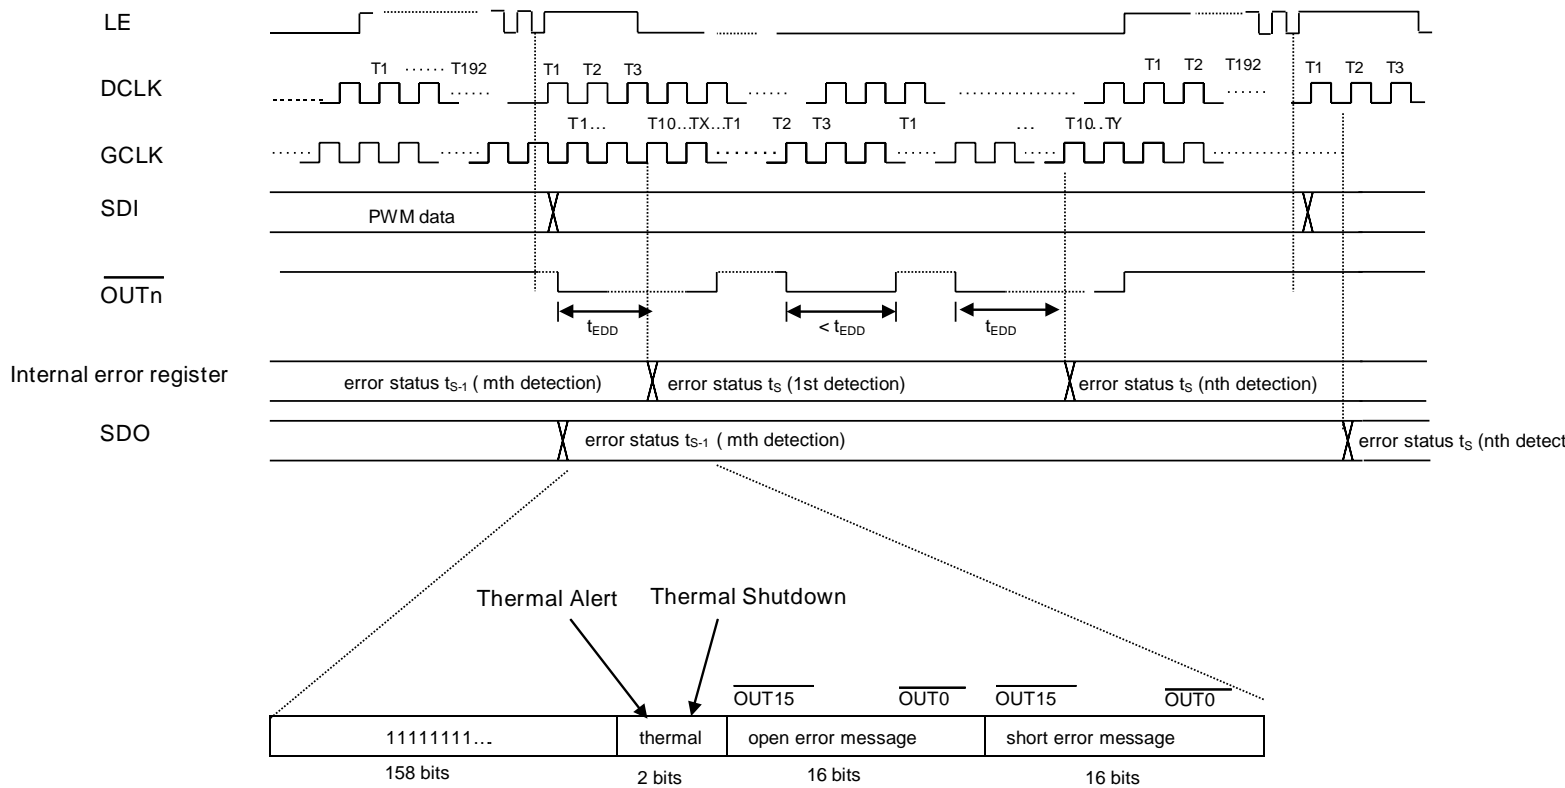 LE
T1 ...... T192 T1 T2 T3 T1 T2 T192 T1 T2 T3
DCLK
T1... T10...TX...T1 T2 T3 T1 ... T10...TY
GCLK
SDI
PWM data
OUTn
tEDD < tEDD tEDD
Internal error register
error status tS-1 ( mth detection) error status tS (1st detection) error status tS (nth detection)
SDO
error status tS-1 ( mth detection) error status tS (nth detect
Thermal Alert Thermal Shutdown
OUT15 OUT0 OUT15 OUT0
11111111.... thermal open error message short error message
158 bits 2 bits 16 bits 16 bits